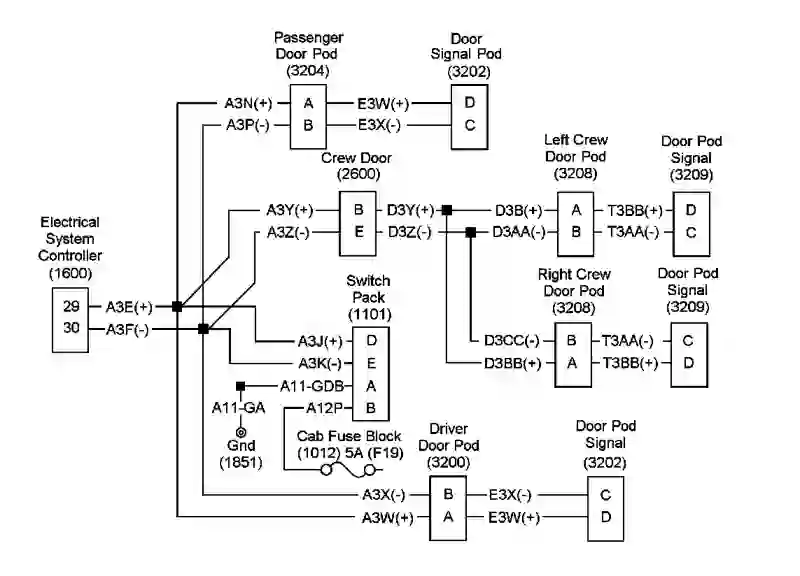 Passenger
Door Pod
(3204)
Door
Signal Pod
(3202)
A3N(+) A E3W(+) D
A3P(-) B E3X(-) C
Crew Door
(2600)
Left Crew
Door Pod
(3208)
Door Pod
Signal
(3209)
A3Y(+) B D3Y(+) D3B(+) A T3BB(+) D
A3Z(-) E D3Z(-) D3AA(-) B T3AA(-) C
Electrical
System
Controller
(1600)
29 A3E(+)
30 A3F(-)
Switch
Pack
(1101)
Right Crew
Door Pod
(3208)
Door Pod
Signal
(3209)
A3J(+) D D3CC(-) B T3AA(-) C
A3K(-) E D3BB(+) A T3BB(+) D
A11-GDB A
A11-GA A12P B
Gnd
(1851)
Cab Fuse Block
(1012) 5A (F19)
Driver
Door Pod
(3200)
Door Pod
Signal
(3202)
A3X(-) B E3X(-) C
A3W(+) A E3W(+) D